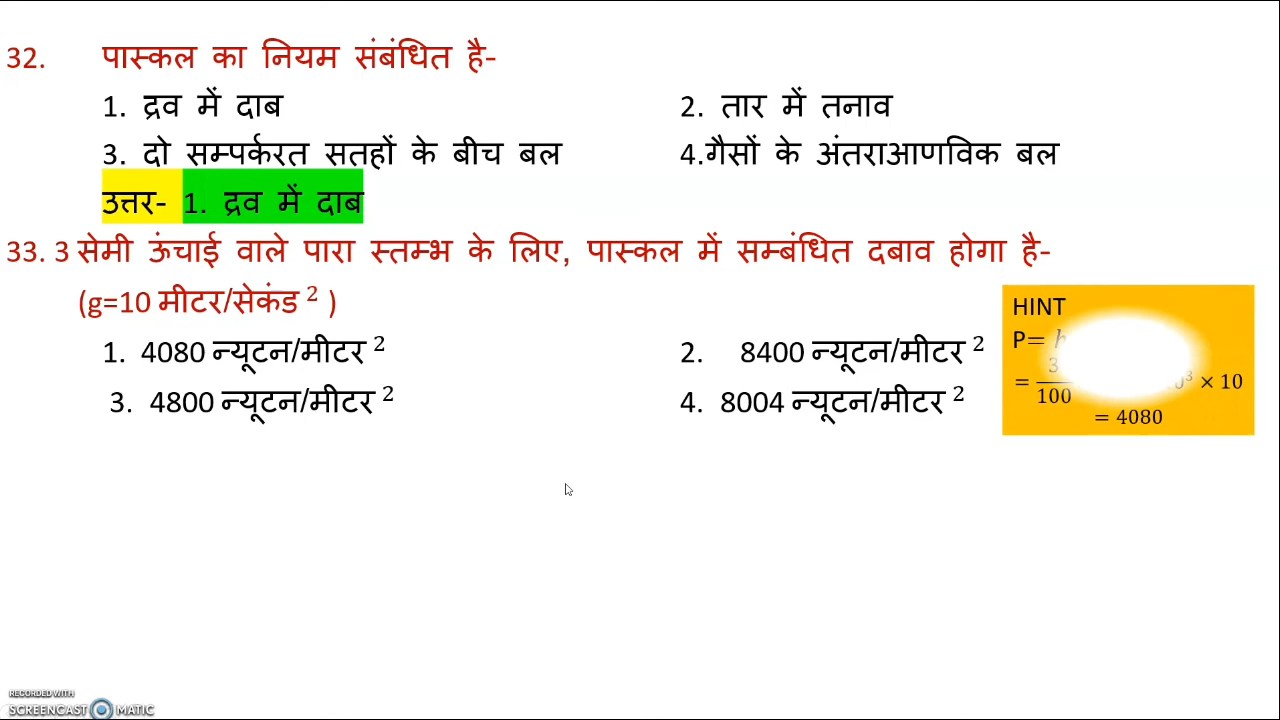 32. पास्कल का नियम संबंधित है-
1. द्रव में दाब 2. तार में तनाव
3. दो सम्पर्करत सतहों के बीच बल 4.गैसों के अंतराआणविक बल
उत्तर- 1. द्रव में दाब
33. 3 सेमी ऊंचाई वाले पारा स्तम्भ के लिए, पास्कल में सम्बंधित दबाव होगा है-
(g=10 मीटर/सेकंड ² )
HINT
1. 4080 न्यूटन/मीटर ² 2. 8400 न्यूटन/मीटर ²
P= h
= 3/100 0³ × 10
3. 4800 न्यूटन/मीटर ² 4. 8004 न्यूटन/मीटर ²
= 4080
RECORDED WITH
SCREENCAST MATIC